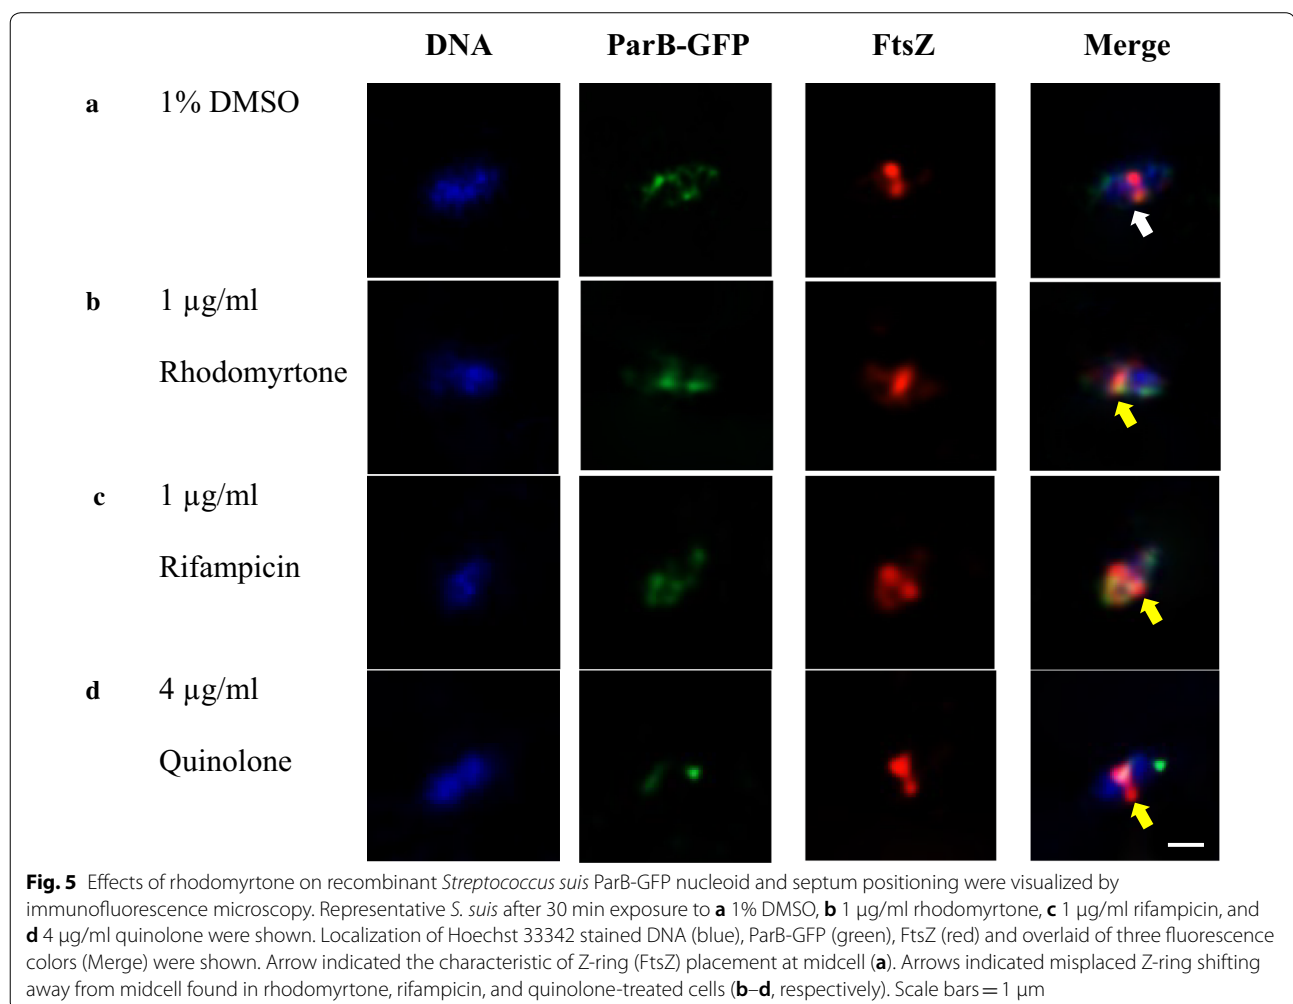 DNA ParB-GFP FtsZ Merge
a 1% DMSO
b 1 µg/ml
Rhodomyrtone
c 1 µg/ml
Rifampicin
d 4 µg/ml
Quinolone
Fig. 5 Effects of rhodomyrtone on recombinant Streptococcus suis ParB-GFP nucleoid and septum positioning were visualized by
immunofluorescence microscopy. Representative S. suis after 30 min exposure to a 1% DMSO, b 1 µg/ml rhodomyrtone, c 1 µg/ml rifampicin, and
d 4 µg/ml quinolone were shown. Localization of Hoechst 33342 stained DNA (blue), ParB-GFP (green), FtsZ (red) and overlaid of three fluorescence
colors (Merge) were shown. Arrow indicated the characteristic of Z-ring (FtsZ) placement at midcell (a). Arrows indicated misplaced Z-ring shifting
away from midcell found in rhodomyrtone, rifampicin, and quinolone-treated cells (b–d, respectively). Scale bars = 1 µm